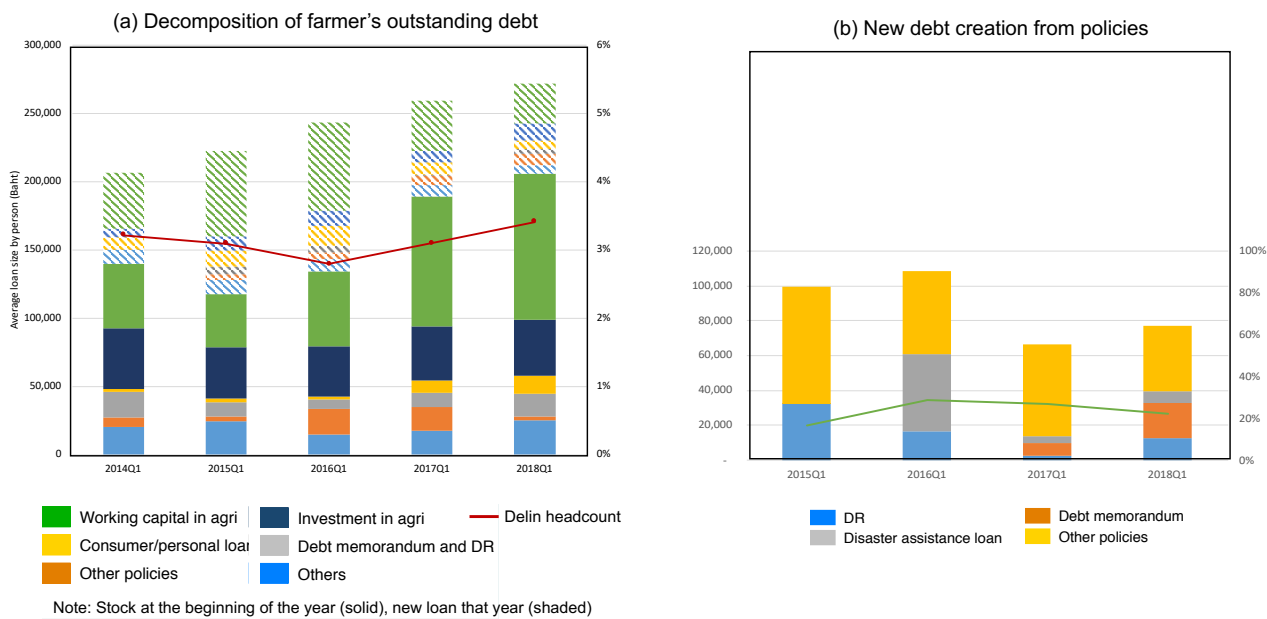 (a) Decomposition of farmer's outstanding debt
300,000
250,000
200,000
150,000
100,000
50,000
0
Average loan size by person (Baht)
6%
5%
4%
3%
2%
1%
0%
2014Q1 2015Q1 2016Q1 2017Q1 2018Q1
Working capital in agri Investment in agri Delin headcount
Consumer/personal loan Debt memorandum and DR
Other policies Others
Note: Stock at the beginning of the year (solid), new loan that year (shaded)
(b) New debt creation from policies
120,000
100,000
80,000
60,000
40,000
20,000
-
100%
80%
60%
40%
20%
0%
2015Q1 2016Q1 2017Q1 2018Q1
DR Debt memorandum
Disaster assistance loan Other policies